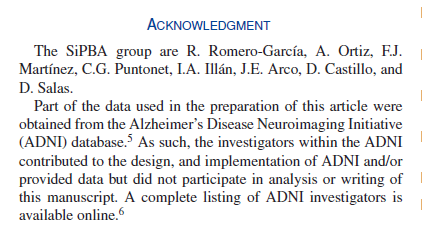 ACKNOWLEDGMENT
The SiPBA group are R. Romero-García, A. Ortiz, F.J.
Martínez, C.G. Puntonet, I.A. Illán, J.E. Arco, D. Castillo, and
D. Salas.
Part of the data used in the preparation of this article were
obtained from the Alzheimer's Disease Neuroimaging Initiative
(ADNI) database.⁵ As such, the investigators within the ADNI
contributed to the design, and implementation of ADNI and/or
provided data but did not participate in analysis or writing of
this manuscript. A complete listing of ADNI investigators is
available online.⁶